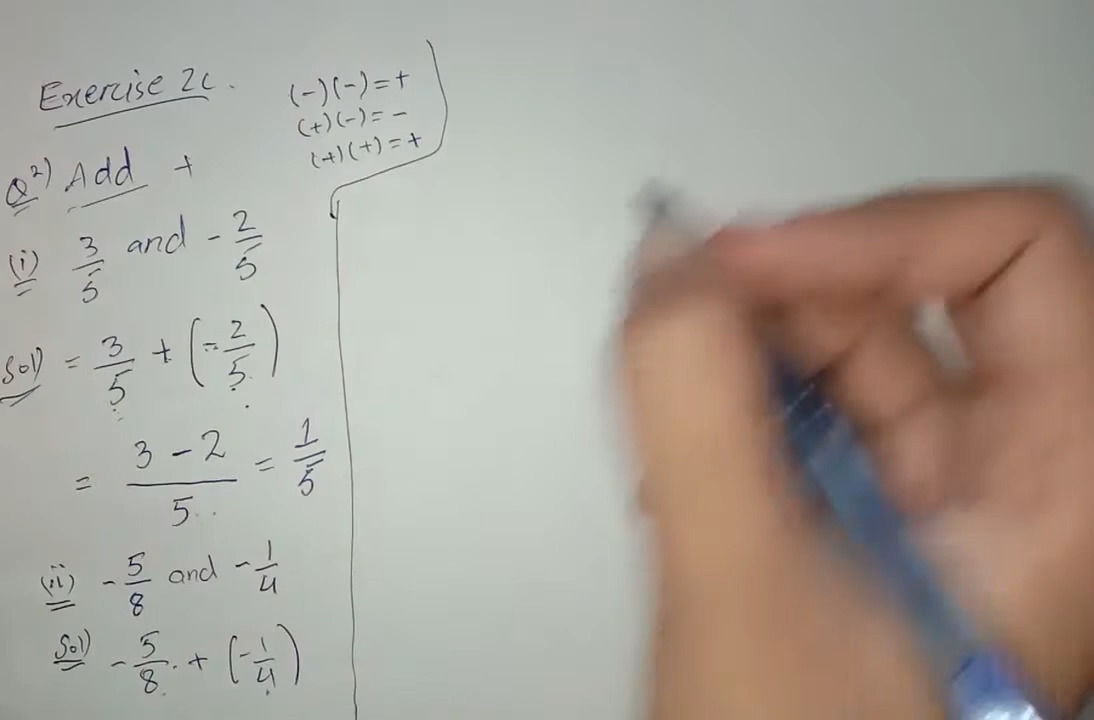 Exercise 2c.
(-)(-) = +
(+)(-) = -
(+)(+) = +
Q2) Add +
(i) 3/5 and - 2/5
Sol) = 3/5 + (- 2/5)
= 3 - 2/5 = 1/5
(ii) - 5/8 and - 1/4
Sol) - 5/8 + (- 1/4)